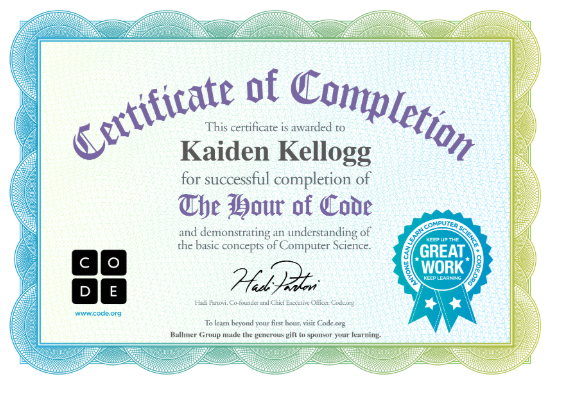 Certificate of Completion
This certificate is awarded to
Kaiden Kellogg
for successful completion of
The Hour of Code
and demonstrating an understanding of
the basic concepts of Computer Science.
C O
D E
www.code.org
Hadi Partovi
Hadi Partovi, Co-founder and Chief Executive Officer, Code.org
ANYONE CAN LEARN COMPUTER SCIENCE • CODE.ORG •
KEEP UP THE
GREAT
WORK
KEEP LEARNING
To learn beyond your first hour, visit Code.org
Ballmer Group made the generous gift to sponsor your learning.